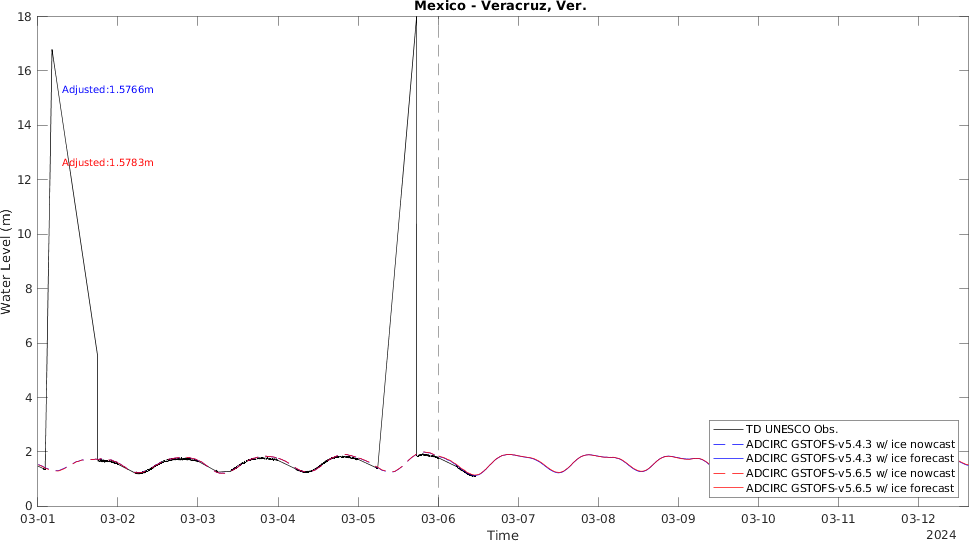 Mexico - Veracruz, Ver.
18
16
14
12
10
8
6
4
2
0
Water Level (m)
Adjusted:1.5766m
Adjusted:1.5783m
TD UNESCO Obs.
ADCIRC GSTOFS-v5.4.3 w/ ice nowcast
ADCIRC GSTOFS-v5.4.3 w/ ice forecast
ADCIRC GSTOFS-v5.6.5 w/ ice nowcast
ADCIRC GSTOFS-v5.6.5 w/ ice forecast
03-01 03-02 03-03 03-04 03-05 03-06 03-07 03-08 03-09 03-10 03-11 03-12
Time
2024